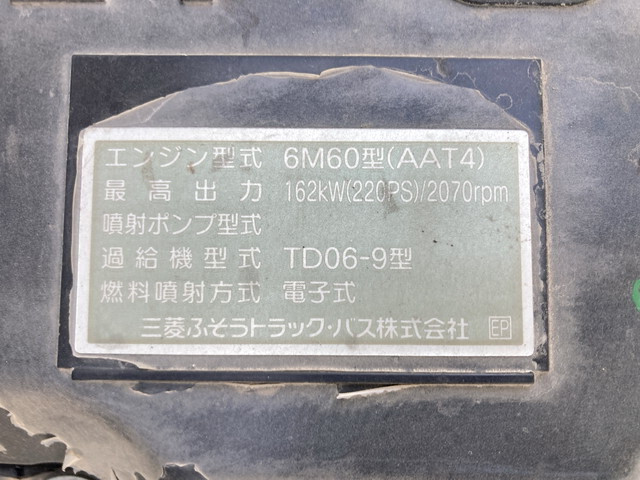 エンジン型式 6M60型(AAT4)
最高出力 162kW(220PS)/2070rpm
噴射ポンプ型式
過給機型式 TD06-9型
燃料噴射方式 電子式
三菱ふそうトラック・バス株式会社 EP